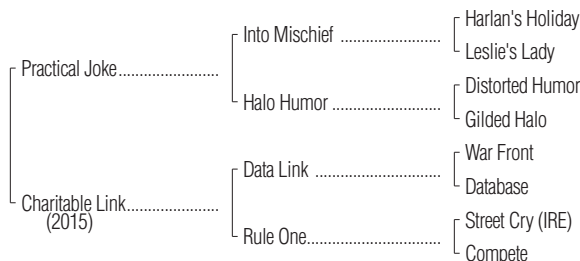 Harlan's Holiday
Into Mischief
Leslie's Lady
Practical Joke
Distorted Humor
Halo Humor
Gilded Halo
War Front
Data Link
Database
Charitable Link
(2015)
Street Cry (IRE)
Rule One
Compete